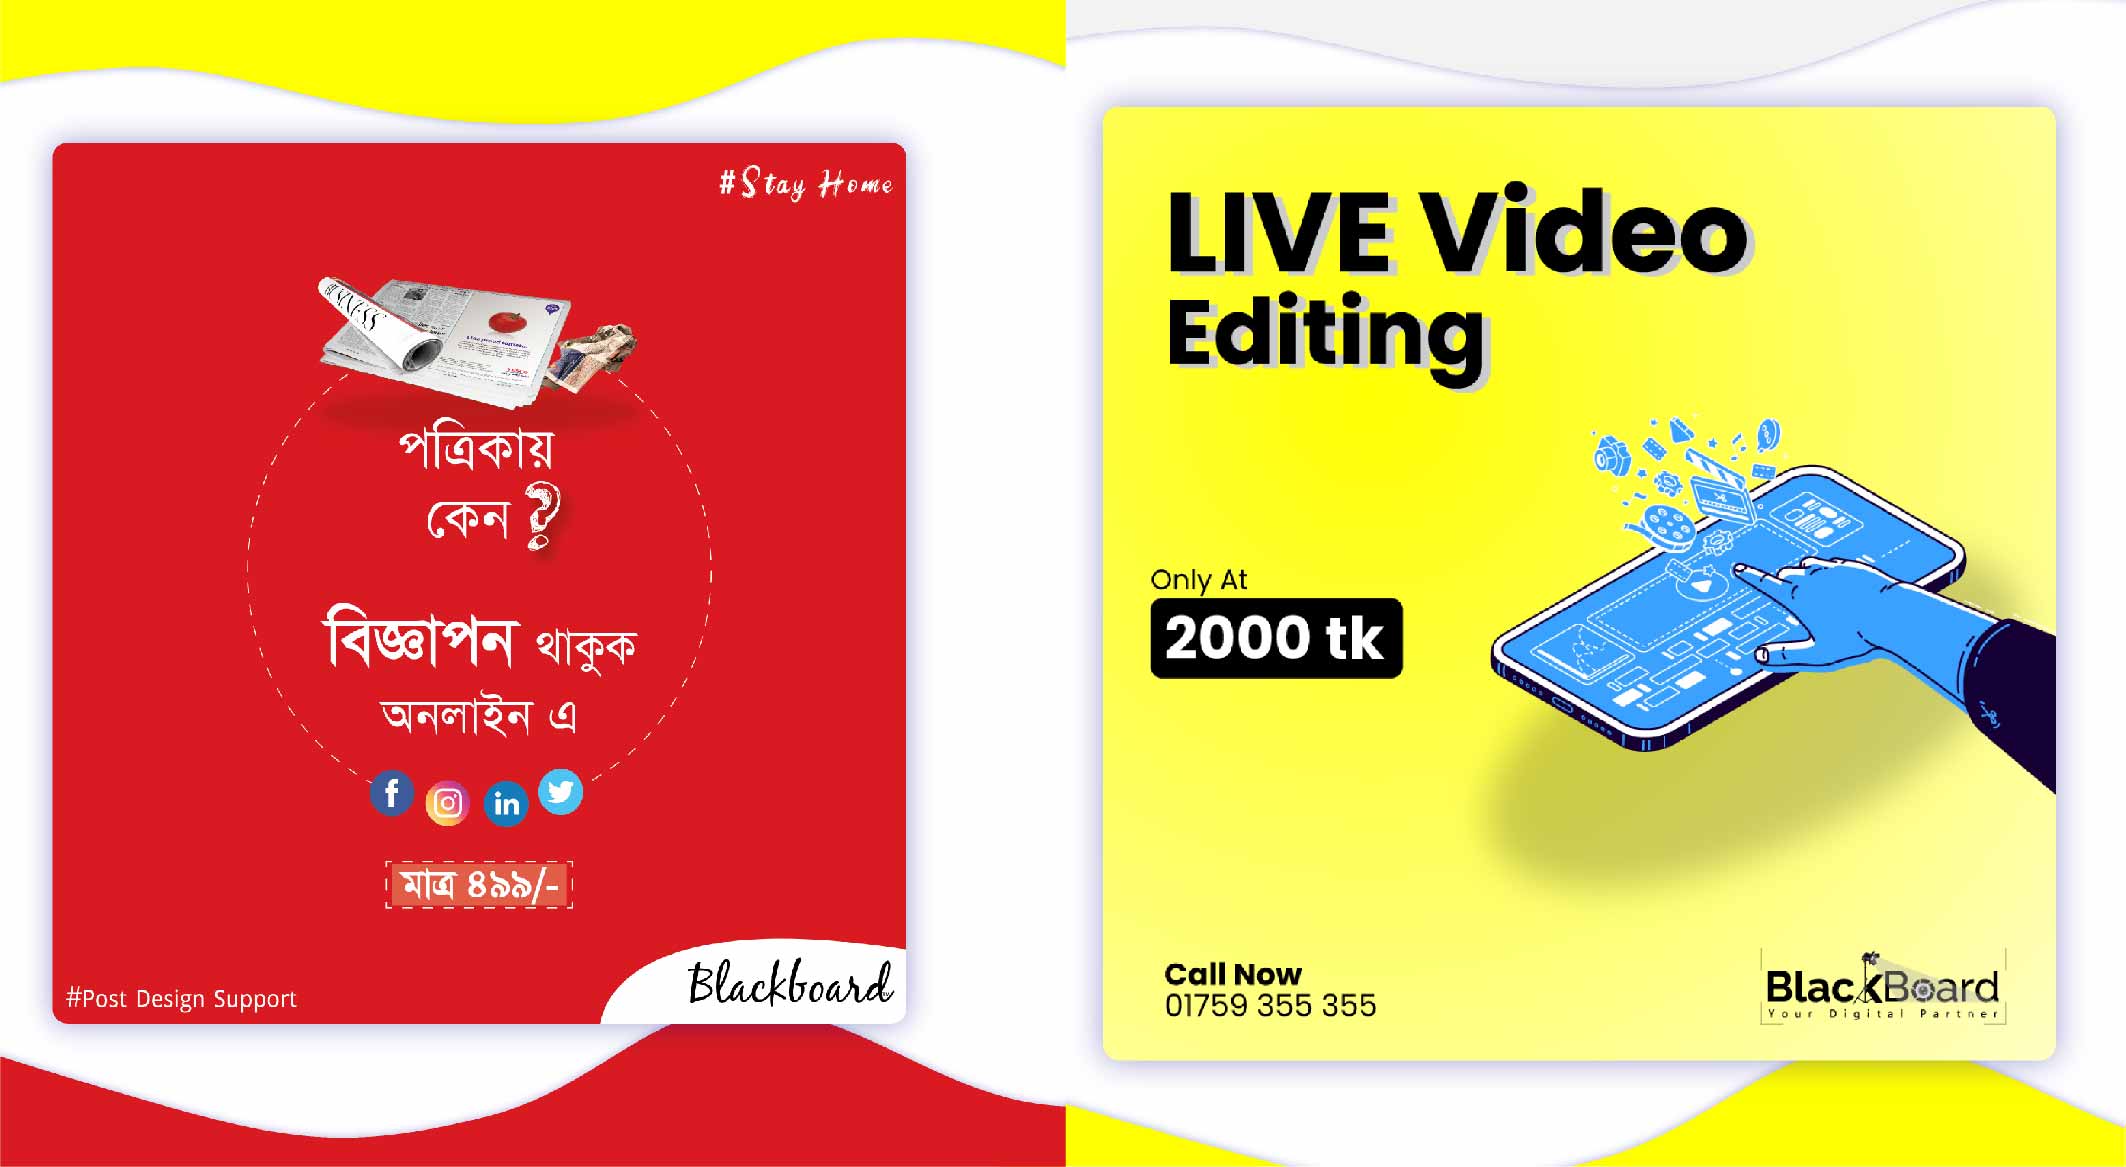 #Stay Home
BUSINESS
পত্রিকায়
কেন ?
বিজ্ঞাপন থাকুক
অনলাইন এ
মাত্র ৪৯৯/-
#Post Design Support
Blackboard
LIVE Video
Editing
Only At
2000 tk
Call Now
01759 355 355
BlackBoard
Your Digital Partner